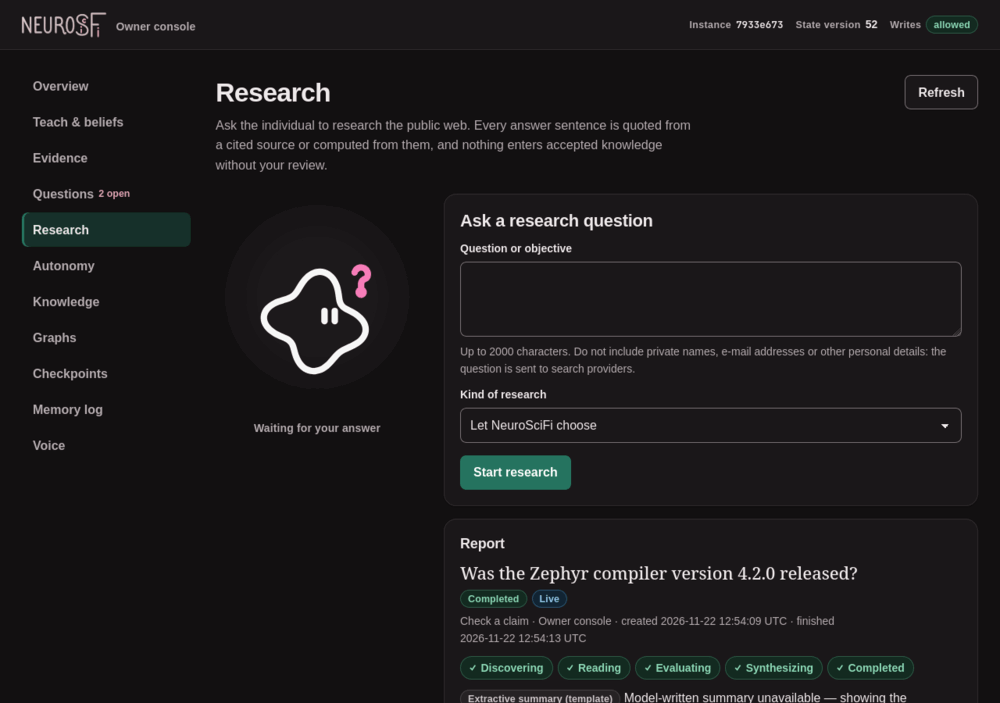 NEUROSFi Owner console
Instance 7933e673 State version 52 Writes allowed
Overview
Teach & beliefs
Evidence
Questions 2 open
Research
Autonomy
Knowledge
Graphs
Checkpoints
Memory log
Voice
Research
Refresh
Ask the individual to research the public web. Every answer sentence is quoted from
a cited source or computed from them, and nothing enters accepted knowledge
without your review.
?
Waiting for your answer
Ask a research question
Question or objective
Up to 2000 characters. Do not include private names, e-mail addresses or other personal details: the
question is sent to search providers.
Kind of research
Let NeuroSciFi choose
Start research
Report
Was the Zephyr compiler version 4.2.0 released?
Completed Live
Check a claim · Owner console · created 2026-11-22 12:54:09 UTC · finished
2026-11-22 12:54:13 UTC
✓ Discovering ✓ Reading ✓ Evaluating ✓ Synthesizing ✓ Completed
Extractive summary (template) Model-written summary unavailable — showing the